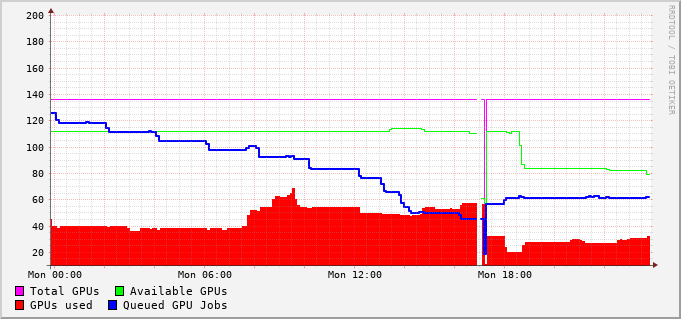 200
180
160
140
120
100
80
60
40
20
Mon 00:00 Mon 06:00 Mon 12:00 Mon 18:00
Total GPUs Available GPUs
GPUs used Queued GPU Jobs
RRDTOOL / TOBI OETIKER